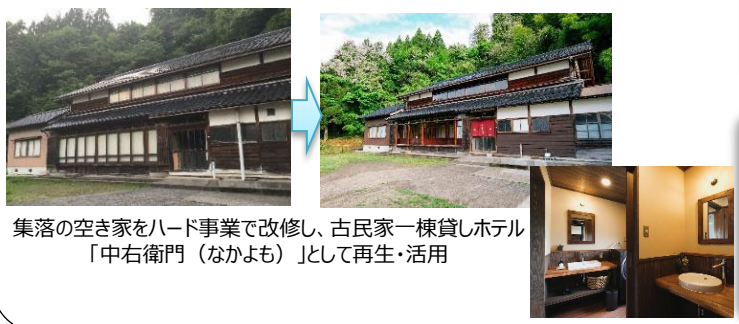 集落の空き家をハード事業で改修し、古民家一棟貸しホテル
「中右衛門（なかよも）」として再生・活用